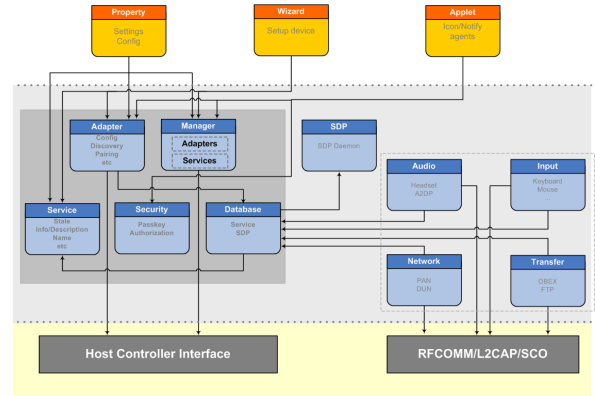 Property
Settings
Config
Wizard
Setup device
Applet
Icon/Notify
agents
Adapter
Config
Discovery
Pairing
etc
Manager
Adapters
Services
SDP
SDP Daemon
Audio
Headset
A2DP
Input
Keyboard
Mouse
...
Service
State
Info/Description
Name
etc
Security
Passkey
Authorization
Database
Service
SDP
Network
PAN
DUN
Transfer
OBEX
FTP
Host Controller Interface
RFCOMM/L2CAP/SCO